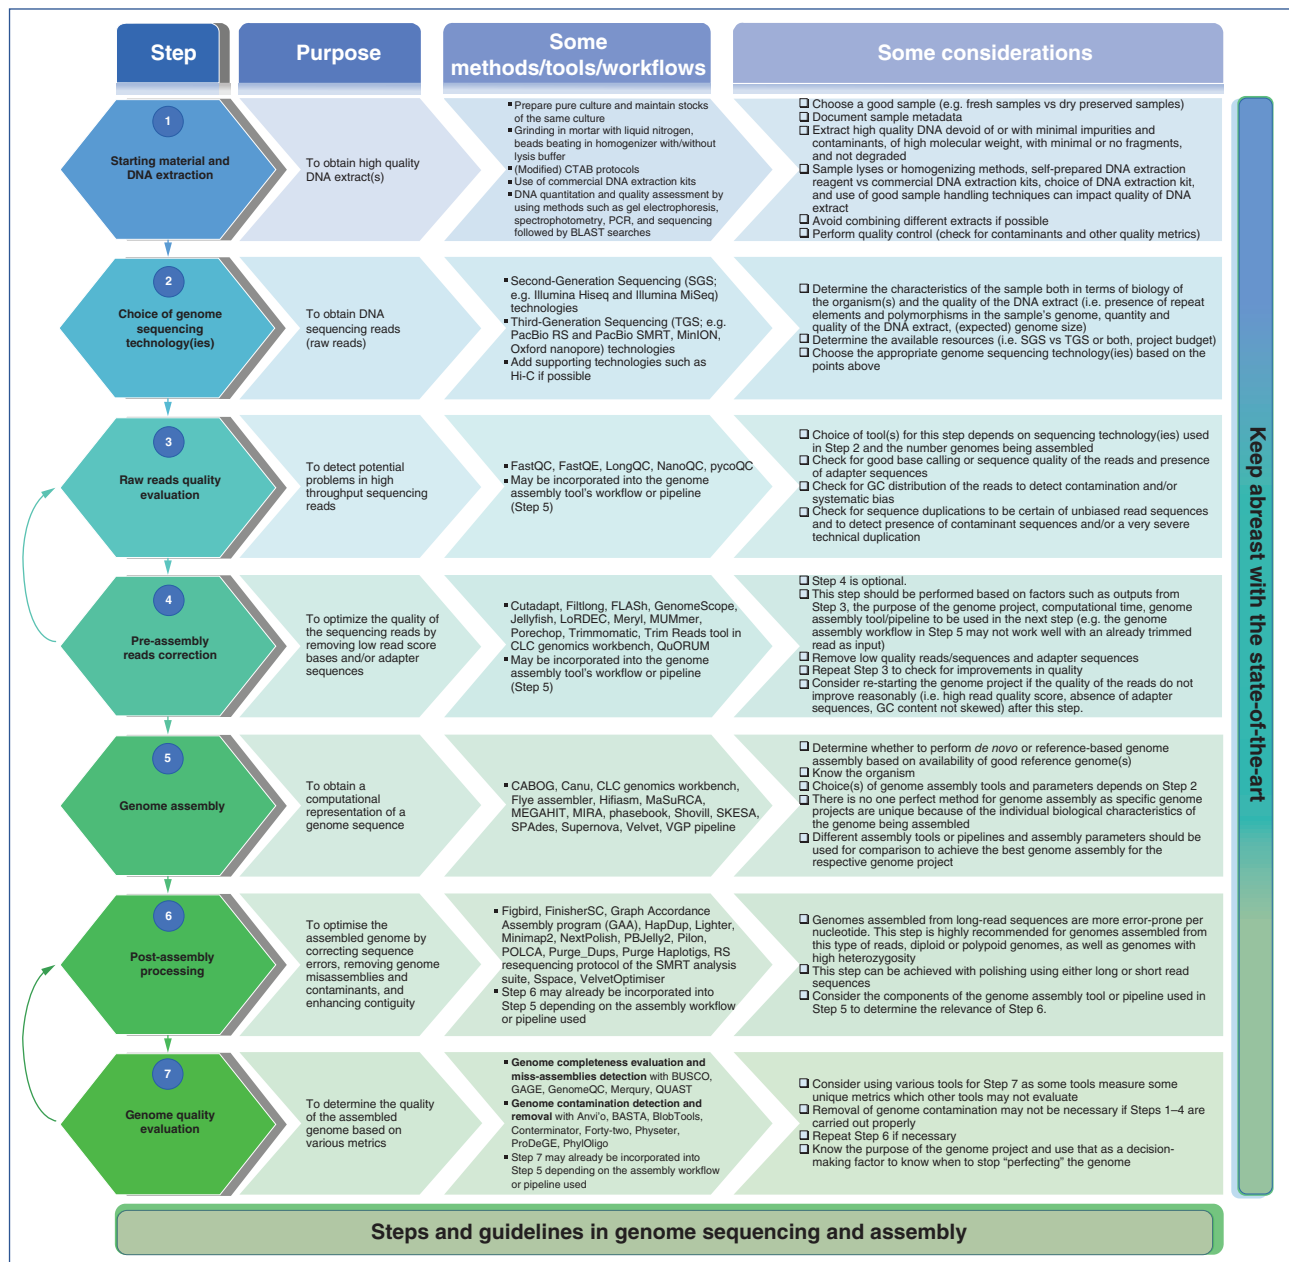 Step
Purpose
Some
methods/tools/workflows
Some considerations
1
Starting material and
DNA extraction
To obtain high quality
DNA extract(s)
▪ Prepare pure culture and maintain stocks
of the same culture
▪ Grinding in mortar with liquid nitrogen,
beads beating in homogenizer with/without
lysis buffer
▪ (Modified) CTAB protocols
▪ Use of commercial DNA extraction kits
▪ DNA quantitation and quality assessment by
using methods such as gel electrophoresis,
spectrophotometry, PCR, and sequencing
followed by BLAST searches
❑ Choose a good sample (e.g. fresh samples vs dry preserved samples)
❑ Document sample metadata
❑ Extract high quality DNA devoid of or with minimal impurities and
contaminants, of high molecular weight, with minimal or no fragments,
and not degraded
❑ Sample lyses or homogenizing methods, self-prepared DNA extraction
reagent vs commercial DNA extraction kits, choice of DNA extraction kit,
and use of good sample handling techniques can impact quality of DNA
extract
❑ Avoid combining different extracts if possible
❑ Perform quality control (check for contaminants and other quality metrics)
2
Choice of genome
sequencing
technology(ies)
To obtain DNA
sequencing reads
(raw reads)
▪ Second-Generation Sequencing (SGS;
e.g. Illumina Hiseq and Illumina MiSeq)
technologies
▪ Third-Generation Sequencing (TGS; e.g.
PacBio RS and PacBio SMRT, MinION,
Oxford nanopore) technologies
▪ Add supporting technologies such as
Hi-C if possible
❑ Determine the characteristics of the sample both in terms of biology of
the organism(s) and the quality of the DNA extract (i.e. presence of repeat
elements and polymorphisms in the sample's genome, quantity and
quality of the DNA extract, (expected) genome size)
❑ Determine the available resources (i.e. SGS vs TGS or both, project budget)
❑ Choose the appropriate genome sequencing technology(ies) based on the
points above
3
Raw reads quality
evaluation
To detect potential
problems in high
throughput sequencing
reads
▪ FastQC, FastQE, LongQC, NanoQC, pycoQC
▪ May be incorporated into the genome
assembly tool's workflow or pipeline
(Step 5)
❑ Choice of tool(s) for this step depends on sequencing technology(ies) used
in Step 2 and the number genomes being assembled
❑ Check for good base calling or sequence quality of the reads and presence
of adapter sequences
❑ Check for GC distribution of the reads to detect contamination and/or
systematic bias
❑ Check for sequence duplications to be certain of unbiased read sequences
and to detect presence of contaminant sequences and/or a very severe
technical duplication
4
Pre-assembly
reads correction
To optimize the quality of
the sequencing reads by
removing low read score
bases and/or adapter
sequences
▪ Cutadapt, Filtlong, FLASh, GenomeScope,
Jellyfish, LoRDEC, Meryl, MUMmer,
Porechop, Trimmomatic, Trim Reads tool in
CLC genomics workbench, QuORUM
▪ May be incorporated into the genome
assembly tool's workflow or pipeline
(Step 5)
❑ Step 4 is optional.
❑ This step should be performed based on factors such as outputs from
Step 3, the purpose of the genome project, computational time, genome
assembly tool/pipeline to be used in the next step (e.g. the genome
assembly workflow in Step 5 may not work well with an already trimmed
read as input)
❑ Remove low quality reads/sequences and adapter sequences
❑ Repeat Step 3 to check for improvements in quality
❑ Consider re-starting the genome project if the quality of the reads do not
improve reasonably (i.e. high read quality score, absence of adapter
sequences, GC content not skewed) after this step.
5
Genome assembly
To obtain a
computational
representation of a
genome sequence
▪ CABOG, Canu, CLC genomics workbench,
Flye assembler, Hifiasm, MaSuRCA,
MEGAHIT, MIRA, phasebook, Shovill, SKESA,
SPAdes, Supernova, Velvet, VGP pipeline
❑ Determine whether to perform de novo or reference-based genome
assembly based on availability of good reference genome(s)
❑ Know the organism
❑ Choice(s) of genome assembly tools and parameters depends on Step 2
❑ There is no one perfect method for genome assembly as specific genome
projects are unique because of the individual biological characteristics of
the genome being assembled
❑ Different assembly tools or pipelines and assembly parameters should be
used for comparison to achieve the best genome assembly for the
respective genome project
6
Post-assembly
processing
To optimise the
assembled genome by
correcting sequence
errors, removing genome
misassemblies and
contaminants, and
enhancing contiguity
▪ Figbird, FinisherSC, Graph Accordance
Assembly program (GAA), HapDup, Lighter,
Minimap2, NextPolish, PBJelly2, Pilon,
POLCA, Purge_Dups, Purge Haplotigs, RS
resequencing protocol of the SMRT analysis
suite, Sspace, VelvetOptimiser
▪ Step 6 may already be incorporated into
Step 5 depending on the assembly workflow
or pipeline used
❑ Genomes assembled from long-read sequences are more error-prone per
nucleotide. This step is highly recommended for genomes assembled from
this type of reads, diploid or polypoid genomes, as well as genomes with
high heterozygosity
❑ This step can be achieved with polishing using either long or short read
sequences
❑ Consider the components of the genome assembly tool or pipeline used in
Step 5 to determine the relevance of Step 6.
7
Genome quality
evaluation
To determine the quality
of the assembled
genome based on
various metrics
▪ Genome completeness evaluation and
miss-assemblies detection with BUSCO,
GAGE, GenomeQC, Merqury, QUAST
▪ Genome contamination detection and
removal with Anvi'o, BASTA, BlobTools,
Conterminator, Forty-two, Physeter,
ProDeGE, PhylOligo
▪ Step 7 may already be incorporated into
Step 5 depending on the assembly workflow
or pipeline used
❑ Consider using various tools for Step 7 as some tools measure some
unique metrics which other tools may not evaluate
❑ Removal of genome contamination may not be necessary if Steps 1–4 are
carried out properly
❑ Repeat Step 6 if necessary
❑ Know the purpose of the genome project and use that as a decision-
making factor to know when to stop “perfecting” the genome
Keep abreast with the state-of-the-art
Steps and guidelines in genome sequencing and assembly